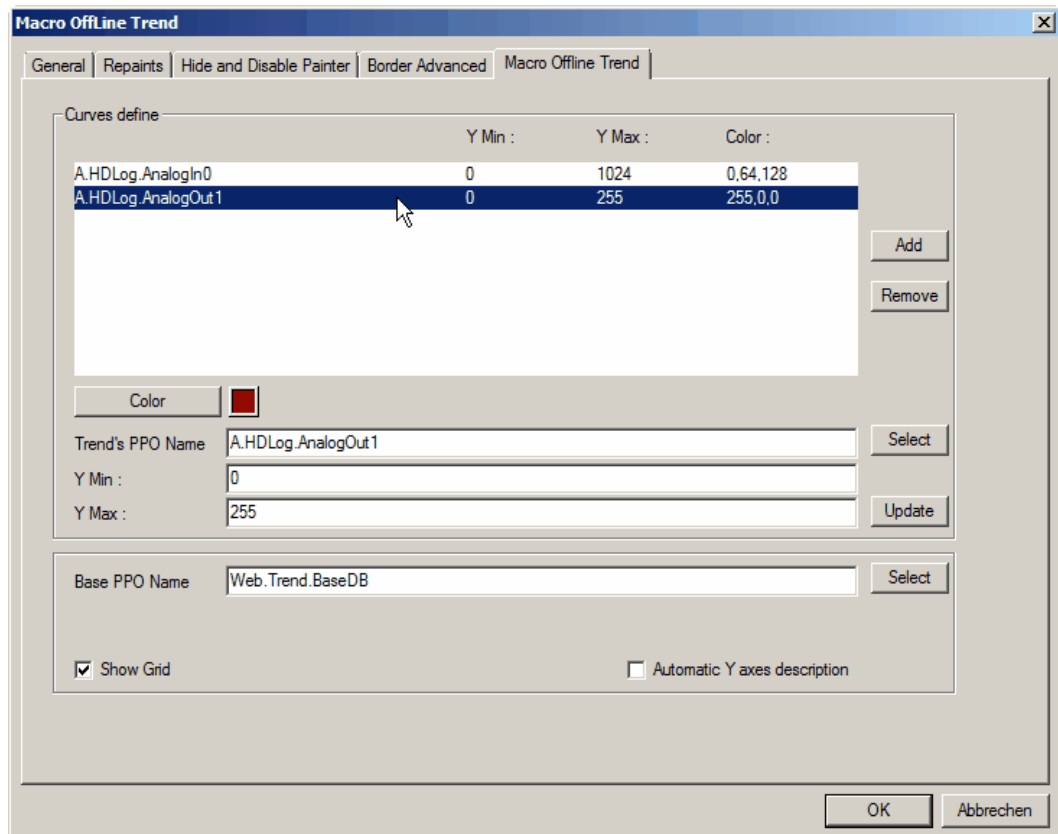 Macro OffLine Trend
General Repaints Hide and Disable Painter Border Advanced Macro Offline Trend
Curves define
Y Min : Y Max : Color :
A.HDLog.AnalogIn0 0 1024 0,64,128
A.HDLog.AnalogOut1 0 255 255,0,0
Add
Remove
Color
Trend's PPO Name A.HDLog.AnalogOut1 Select
Y Min : 0
Y Max : 255 Update
Base PPO Name Web.Trend.BaseDB Select
Show Grid Automatic Y axes description
OK Abbrechen